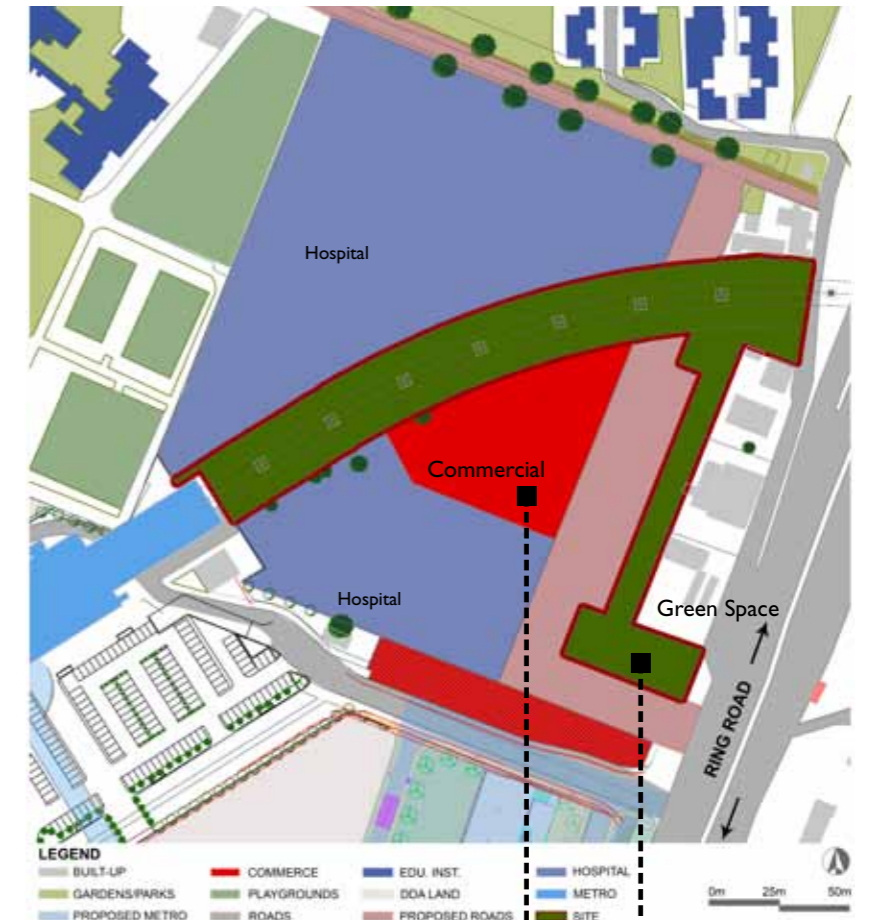 Hospital
Commercial
Hospital
Green Space
RING ROAD
LEGEND
BUILT-UP
COMMERCE
EDU. INST.
HOSPITAL
GARDENS/PARKS
PLAYGROUNDS
DDA LAND
METRO
PROPOSED METRO
ROADS
PROPOSED ROADS
SITE
0m 25m 50m